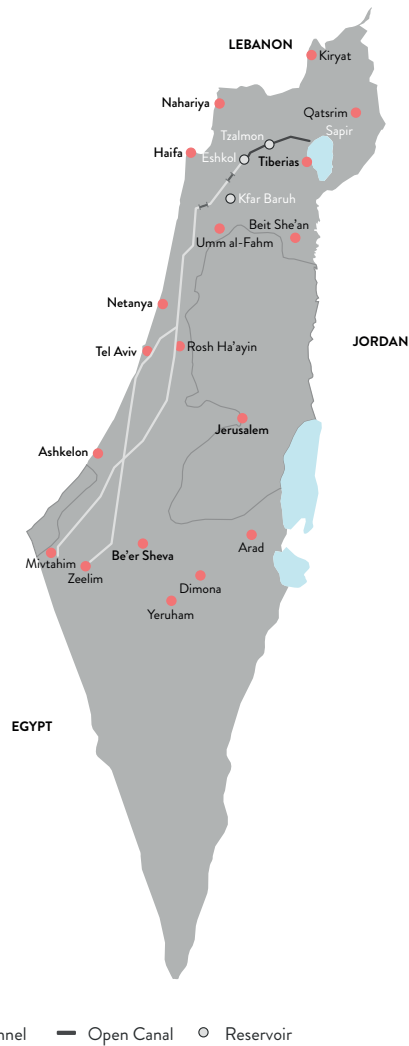 LEBANON
Kiryat
Nahariya
Qatsrim
Tzalmon
Sapir
Haifa
Eshkol
Tiberias
Kfar Baruh
Beit She'an
Umm al-Fahm
Netanya
JORDAN
Tel Aviv
Rosh Ha'ayin
Jerusalem
Ashkelon
Arad
Be'er Sheva
Mivtahim
Zeelim
Dimona
Yeruham
EGYPT
nnel
Open Canal
Reservoir